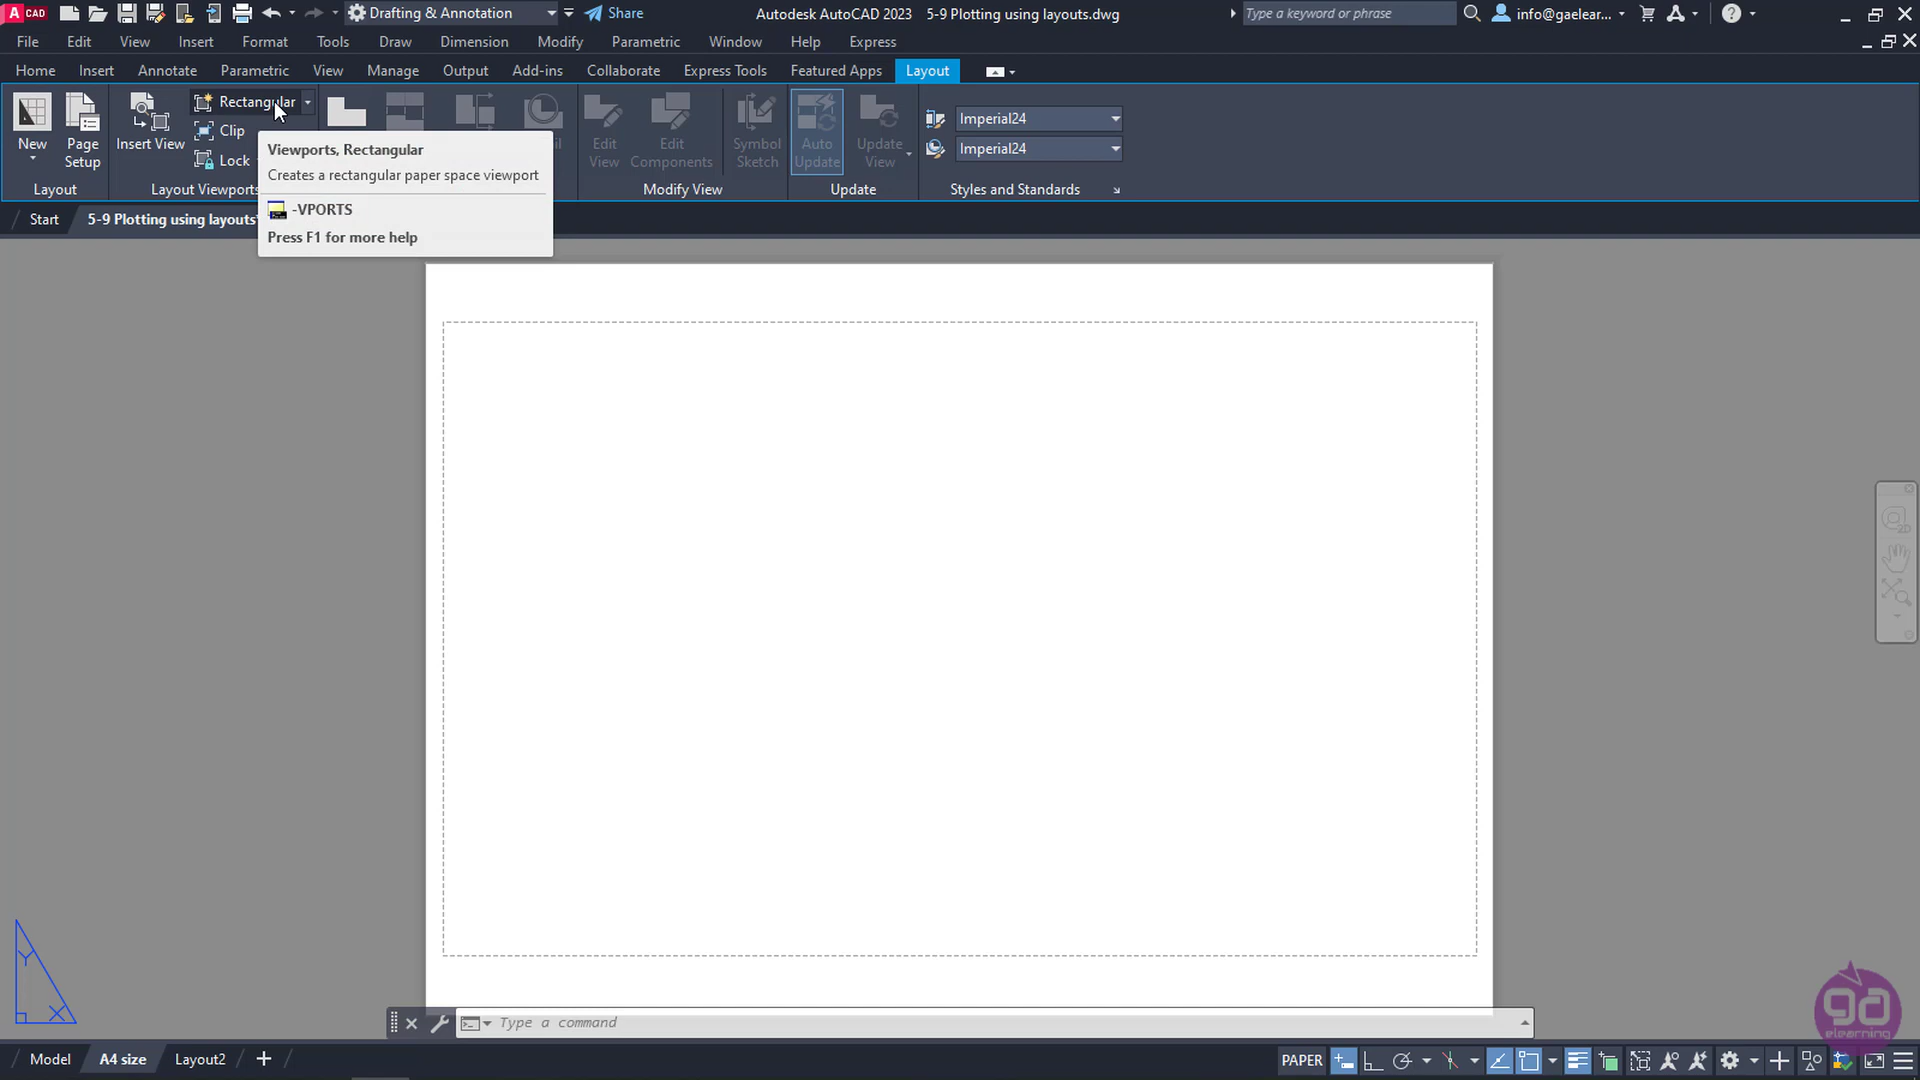 A CAD
Drafting & Annotation
Share
Autodesk AutoCAD 2023 5-9 Plotting using layouts.dwg
Type a keyword or phrase
info@gaelear...
File Edit View Insert Format Tools Draw Dimension Modify Parametric Window Help Express
Home Insert Annotate Parametric View Manage Output Add-ins Collaborate Express Tools Featured Apps Layout
New
Page Setup
Insert View
Rectangular
Clip
Lock
Edit View
Edit Components
Symbol Sketch
Auto Update
Update View
Imperial24
Imperial24
Layout
Layout Viewports
Modify View
Update
Styles and Standards
Viewports, Rectangular
Creates a rectangular paper space viewport
-VPORTS
Press F1 for more help
Start
5-9 Plotting using layouts*
Y
X
Type a command
ga
elearning
Model A4 size Layout2
PAPER